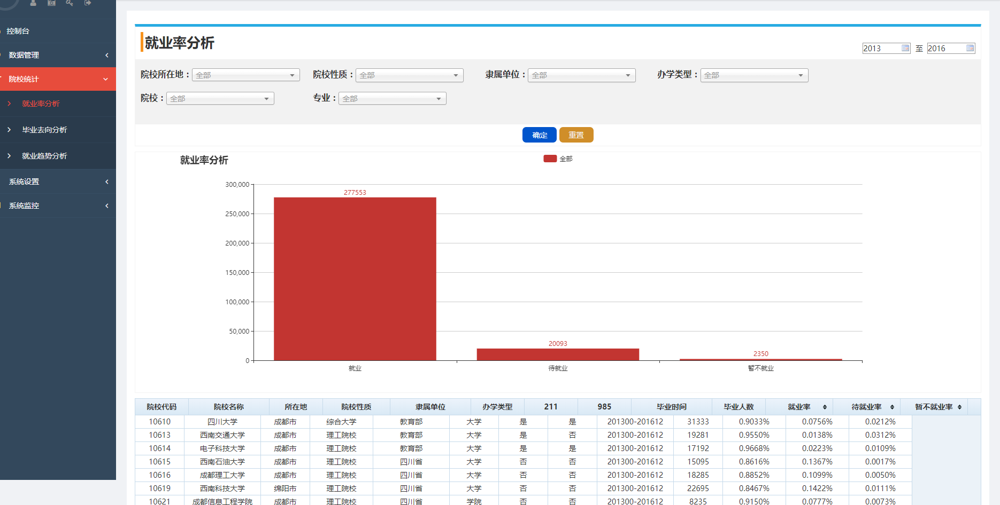 控制台
数据管理
院校统计
就业率分析
毕业去向分析
就业趋势分析
系统设置
系统监控
就业率分析
2013 至 2016
院校所在地： 全部 院校性质： 全部 隶属单位： 全部 办学类型： 全部
院校： 全部 专业： 全部
确定 重置
就业率分析
全部
300,000
277553
250,000
200,000
150,000
100,000
50,000
20093
2350
0
就业 待就业 暂不就业
院校代码 院校名称 所在地 院校性质 隶属单位 办学类型 211 985 毕业时间 毕业人数 就业率 待就业率 暂不就业率
10610 四川大学 成都市 综合大学 教育部 大学 是 是 201300-201612 31333 0.9033% 0.0756% 0.0212%
10613 西南交通大学 成都市 理工院校 教育部 大学 是 否 201300-201612 19281 0.9550% 0.0138% 0.0312%
10614 电子科技大学 成都市 理工院校 教育部 大学 是 是 201300-201612 17192 0.9668% 0.0223% 0.0109%
10615 西南石油大学 成都市 理工院校 四川省 大学 否 否 201300-201612 15095 0.8616% 0.1367% 0.0017%
10616 成都理工大学 成都市 理工院校 四川省 大学 否 否 201300-201612 18285 0.8852% 0.1099% 0.0050%
10619 西南科技大学 绵阳市 理工院校 四川省 大学 否 否 201300-201612 22695 0.8467% 0.1422% 0.0111%
10621 成都信息工程学院 成都市 理工院校 四川省 学院 否 否 201300-201612 8235 0.9150% 0.0777% 0.0073%